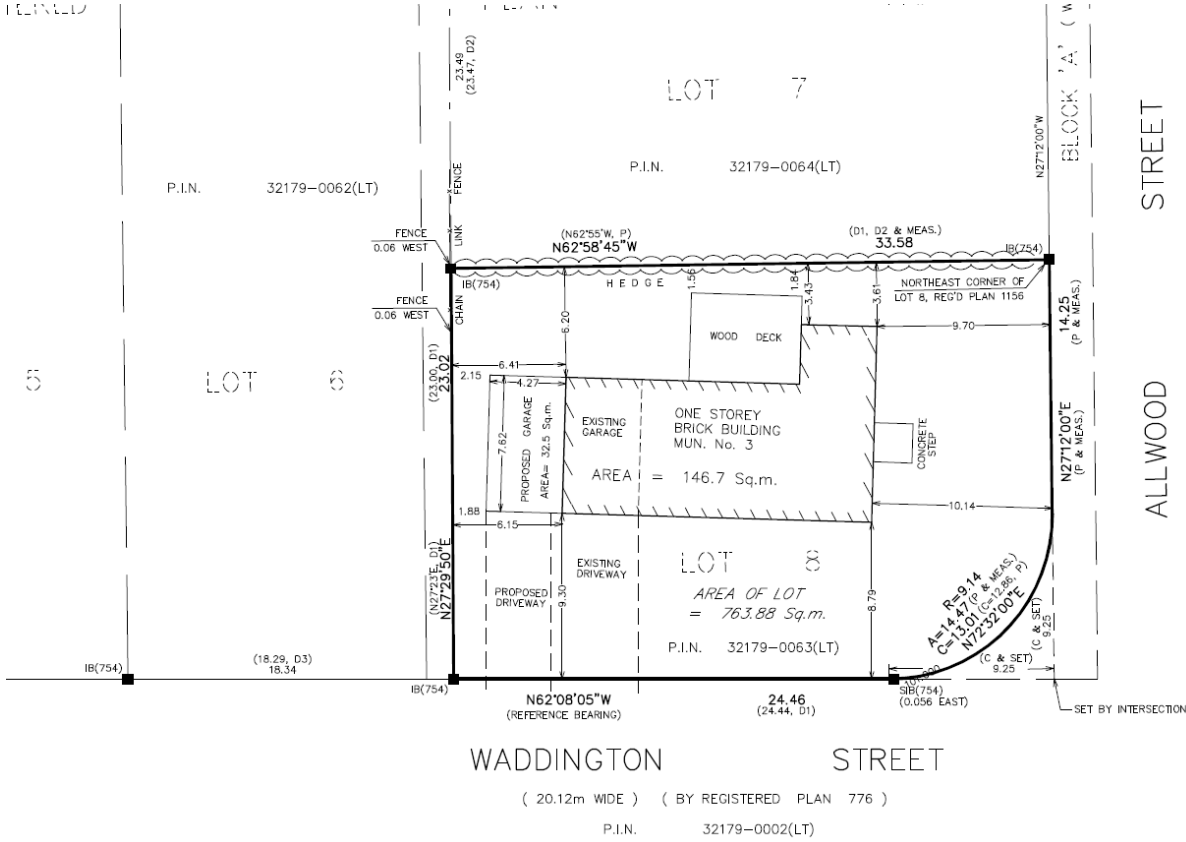 23.49
(23.47, D2)
LOT 7
BLOCK 'A'
STREET
N27°12'00"W
P.I.N. 32179-0064(LT)
P.I.N. 32179-0062(LT)
FENCE
0.06 WEST
LINK
FENCE
(N62°55'W, P)
N62°58'45"W
(D1, D2 & MEAS.)
33.58
IB(754)
IB(754)
HEDGE
1.56
1.84
3.43
3.61
NORTHEAST CORNER OF
LOT 8, REG'D PLAN 1156
FENCE
0.06 WEST
CHAIN
6.20
WOOD DECK
9.70
14.25
(P & MEAS.)
5
LOT 6
(23.00, D1)
23.02
6.41
2.15
4.27
PROPOSED GARAGE
AREA= 32.5 Sq.m.
7.62
EXISTING
GARAGE
ONE STOREY
BRICK BUILDING
MUN. No. 3
AREA = 146.7 Sq.m.
CONCRETE
STEP
N27°12'00"E
(P & MEAS.)
ALLWOOD
1.88
6.15
10.14
(N27°23'E, D1)
N27°29'50"E
PROPOSED
DRIVEWAY
EXISTING
DRIVEWAY
9.30
LOT 8
AREA OF LOT
= 763.88 Sq.m.
P.I.N. 32179-0063(LT)
8.79
R=9.14
A=14.47(P & MEAS.)
C=13.01(C=12.86, P)
N72°32'00"E
(C & SET)
9.25
(C & SET)
9.25
IB(754)
(18.29, D3)
18.34
IB(754)
N62°08'05"W
(REFERENCE BEARING)
24.46
(24.44, D1)
SIB(754)
(0.056 EAST)
SET BY INTERSECTION
WADDINGTON STREET
( 20.12m WIDE ) ( BY REGISTERED PLAN 776 )
P.I.N. 32179-0002(LT)